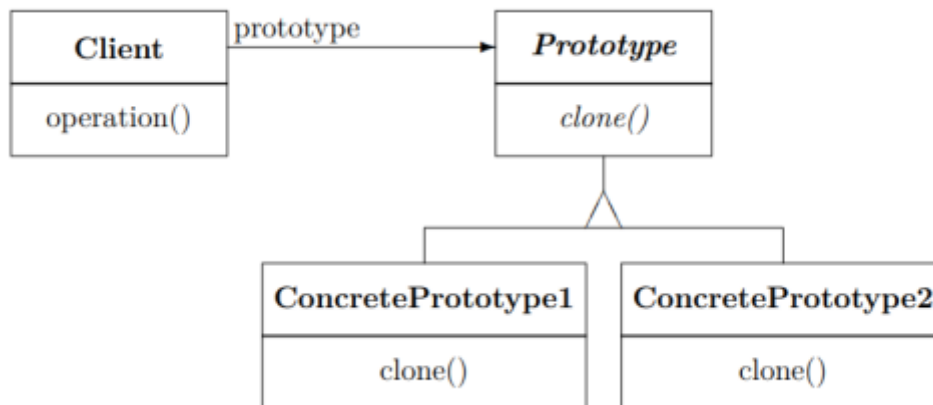 Client
prototype
Prototype
operation()
clone()
ConcretePrototype1
ConcretePrototype2
clone()
clone()